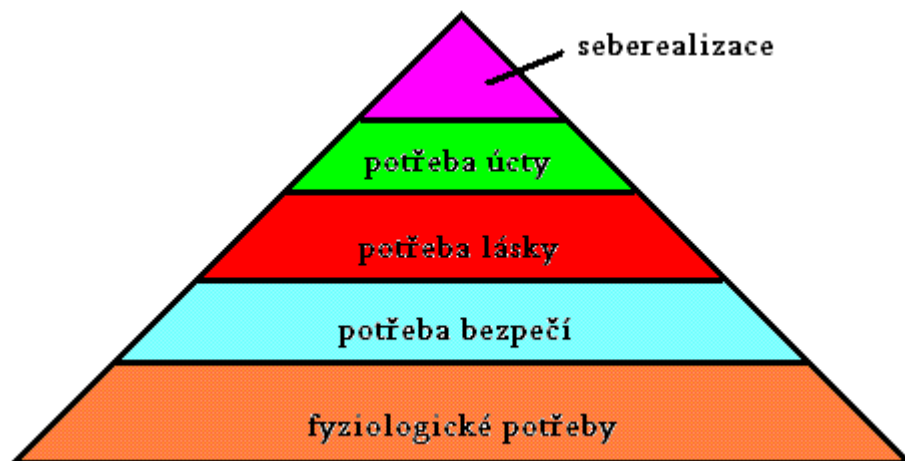 seberealizace
potřeba úcty
potřeba lásky
potřeba bezpečí
fyziologické potřeby